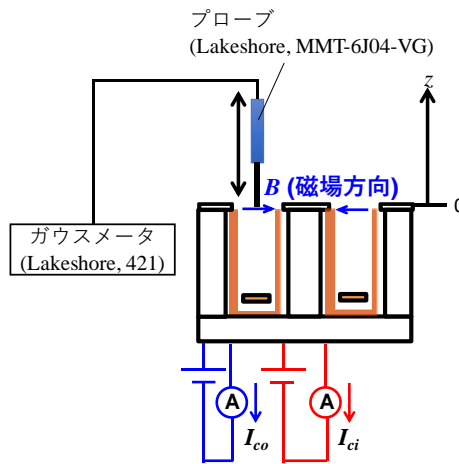 プローブ
(Lakeshore, MMT-6J04-VG)
z
B (磁場方向)
0
ガウスメータ
(Lakeshore, 421)
A
A
Ico
Ici